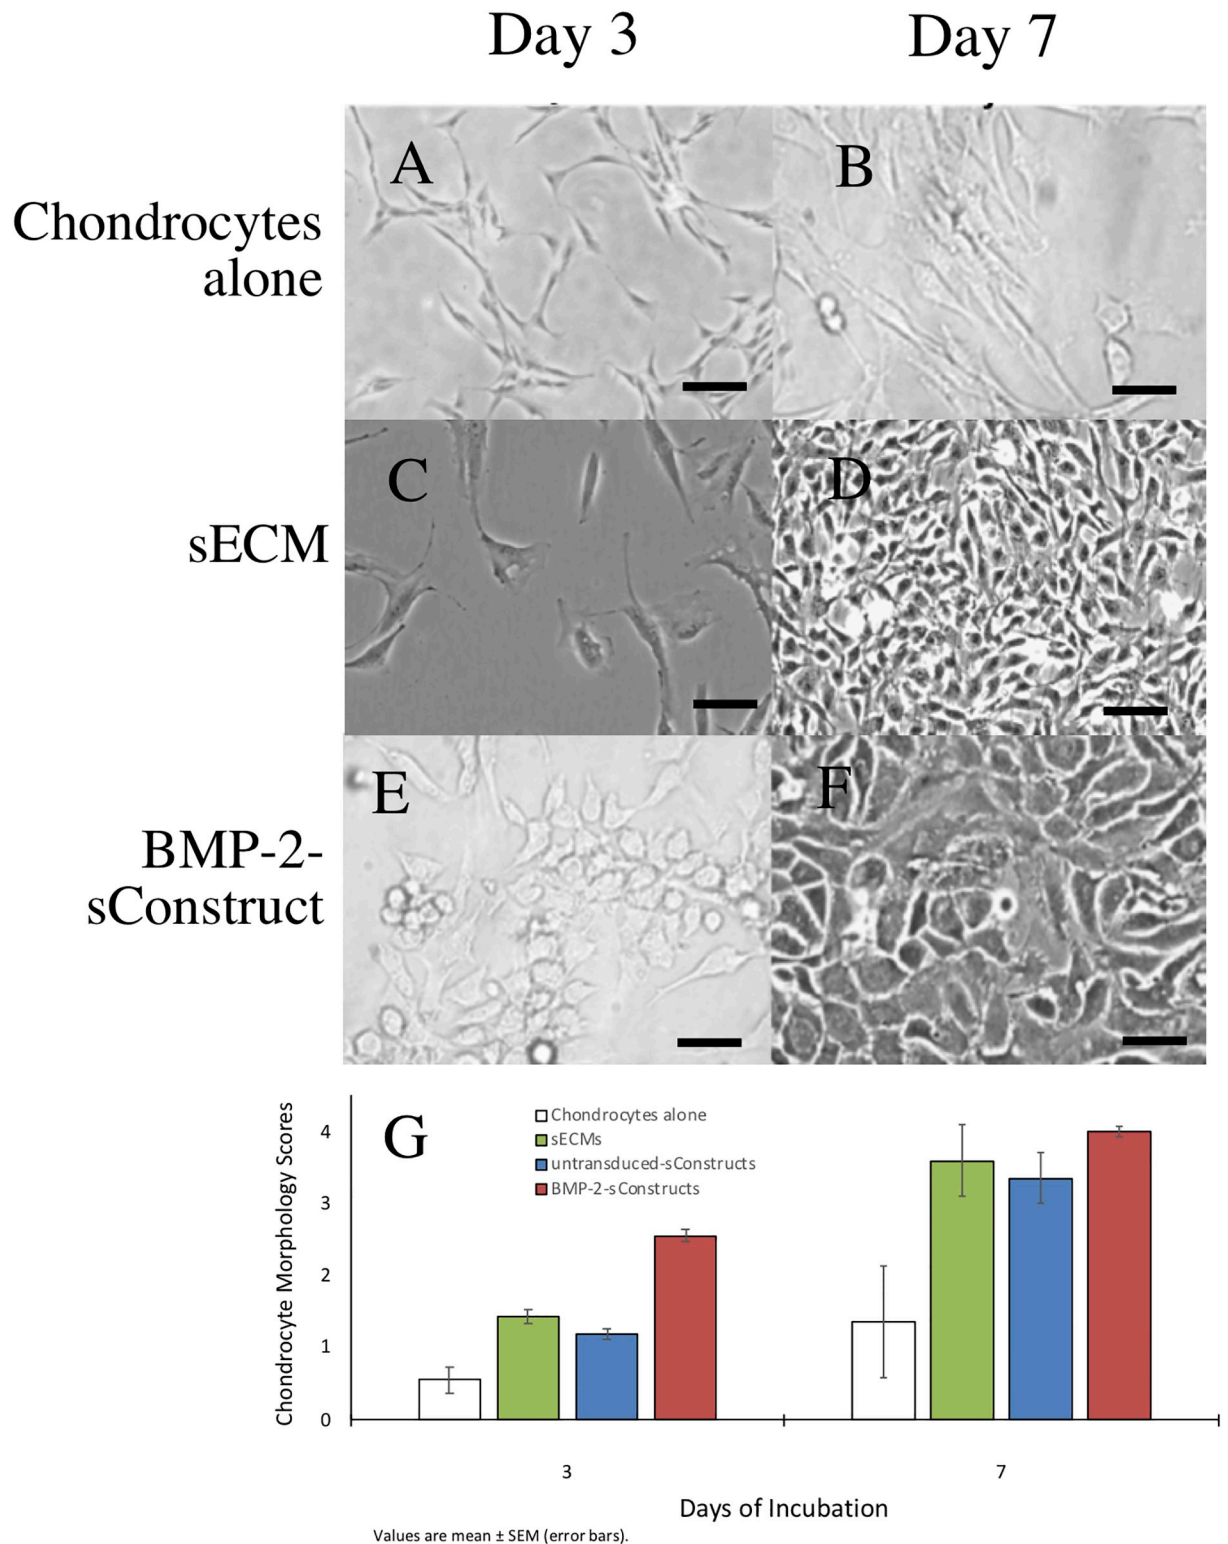 Day 3 Day 7
A B
Chondrocytes
alone
C D
sECM
E F
BMP-2-
sConstruct
G
Chondrocyte Morphology Scores
Chondrocytes alone
sECMs
untransduced-sConstructs
BMP-2-sConstructs
4
3
2
1
0
3 7
Days of Incubation
Values are mean ± SEM (error bars).